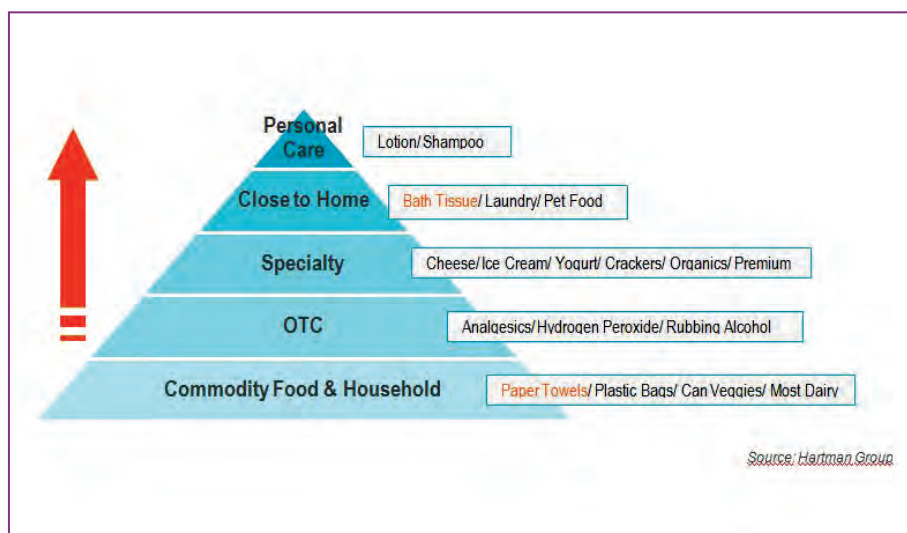 Personal
Care
Lotion/ Shampoo
Close to Home
Bath Tissue/ Laundry/ Pet Food
Specialty
Cheese/ Ice Cream/ Yogurt/ Crackers/ Organics/ Premium
OTC
Analgesics/ Hydrogen Peroxide/ Rubbing Alcohol
Commodity Food & Household
Paper Towels/ Plastic Bags/ Can Veggies/ Most Dairy
Source: Hartman Group